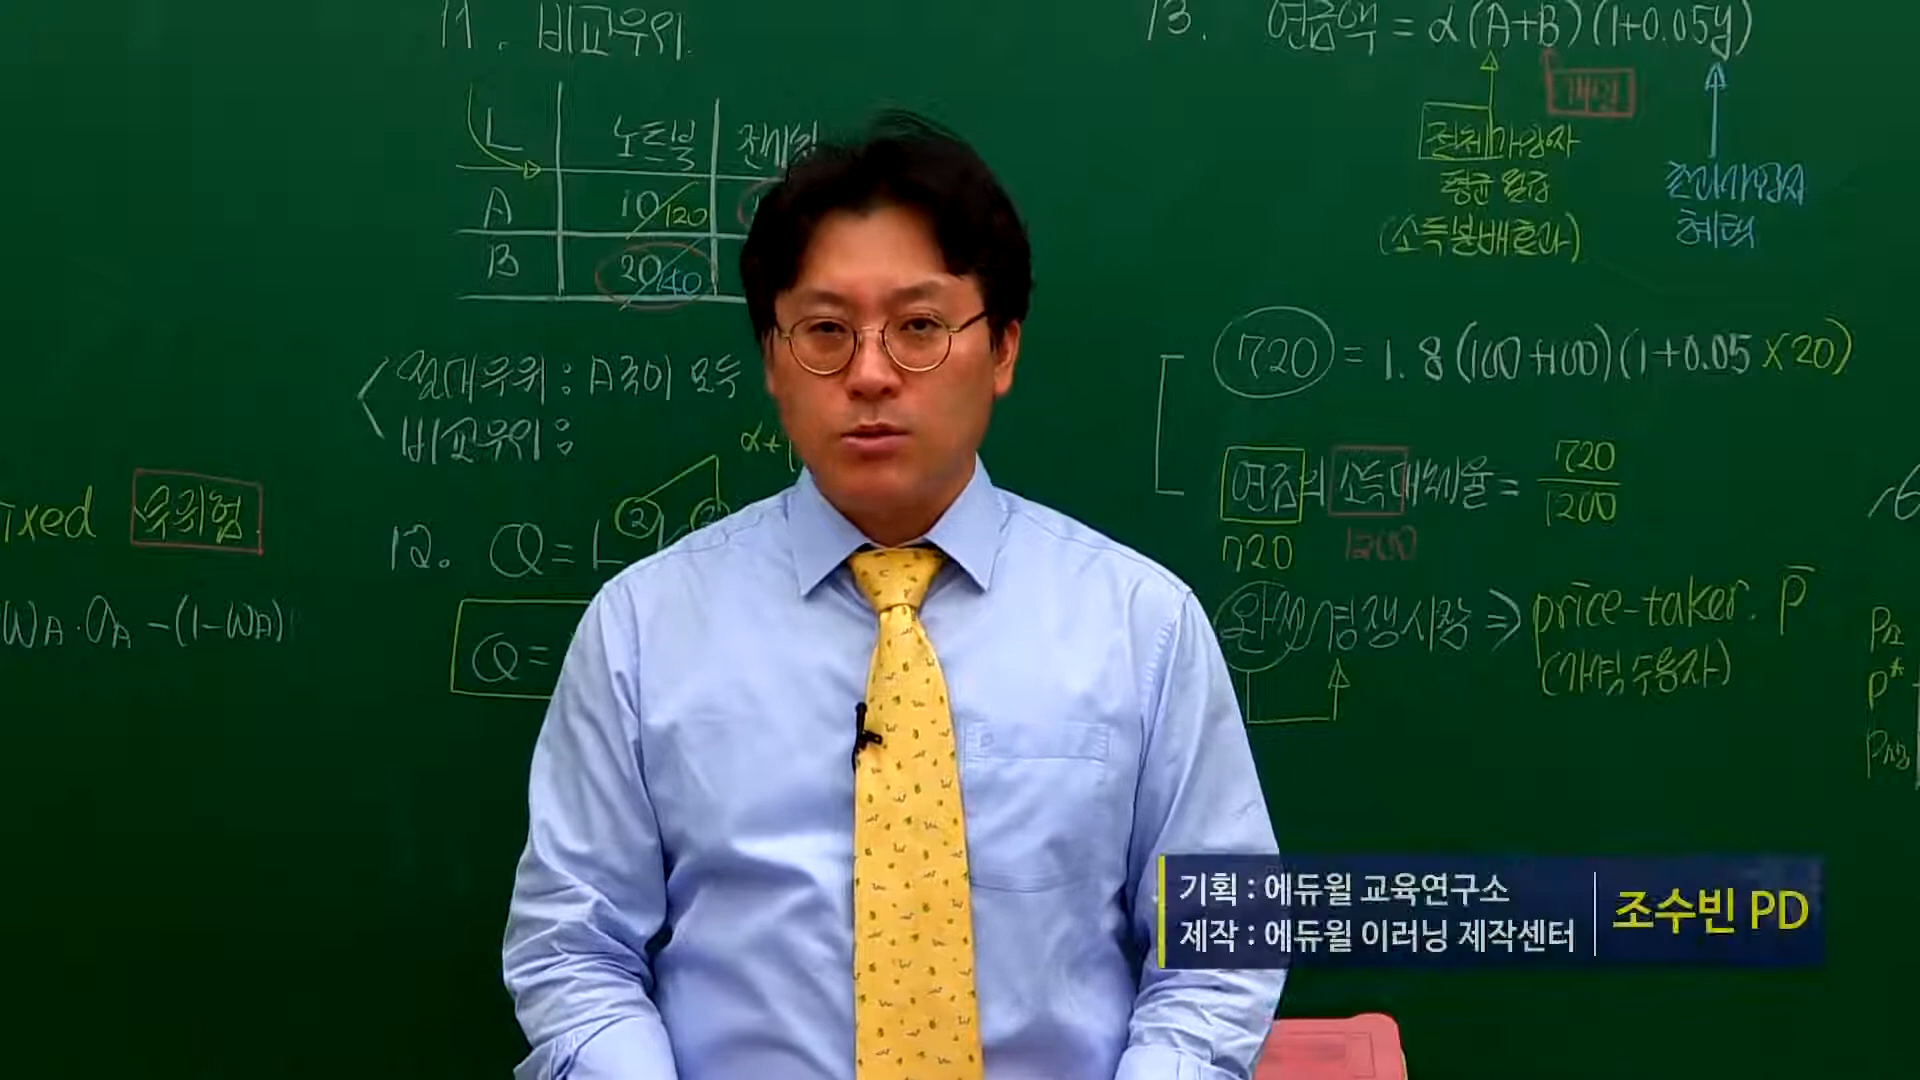 11. 비교우위
L 노트북 전자
A 10/120
B 20/40
절대우위 : A국이 모두
비교우위 :
ixed 무위험
WA·σA -(1-WA)
12. Q = L
α+
Q =
13. 연금액 = α(A+B)(1+0.05y)
개인
전체가입자
평균 월급
(소득분배효과)
초과가입자
혜택
720 = 1.8(100+100)(1+0.05×20)
연금의 소득대체율 = 720/1200
720 1200
완전경쟁시장 ⇒ price-taker. P̄
(가격수용자)
P*
기획 : 에듀윌 교육연구소
제작 : 에듀윌 이러닝 제작센터
조수빈 PD